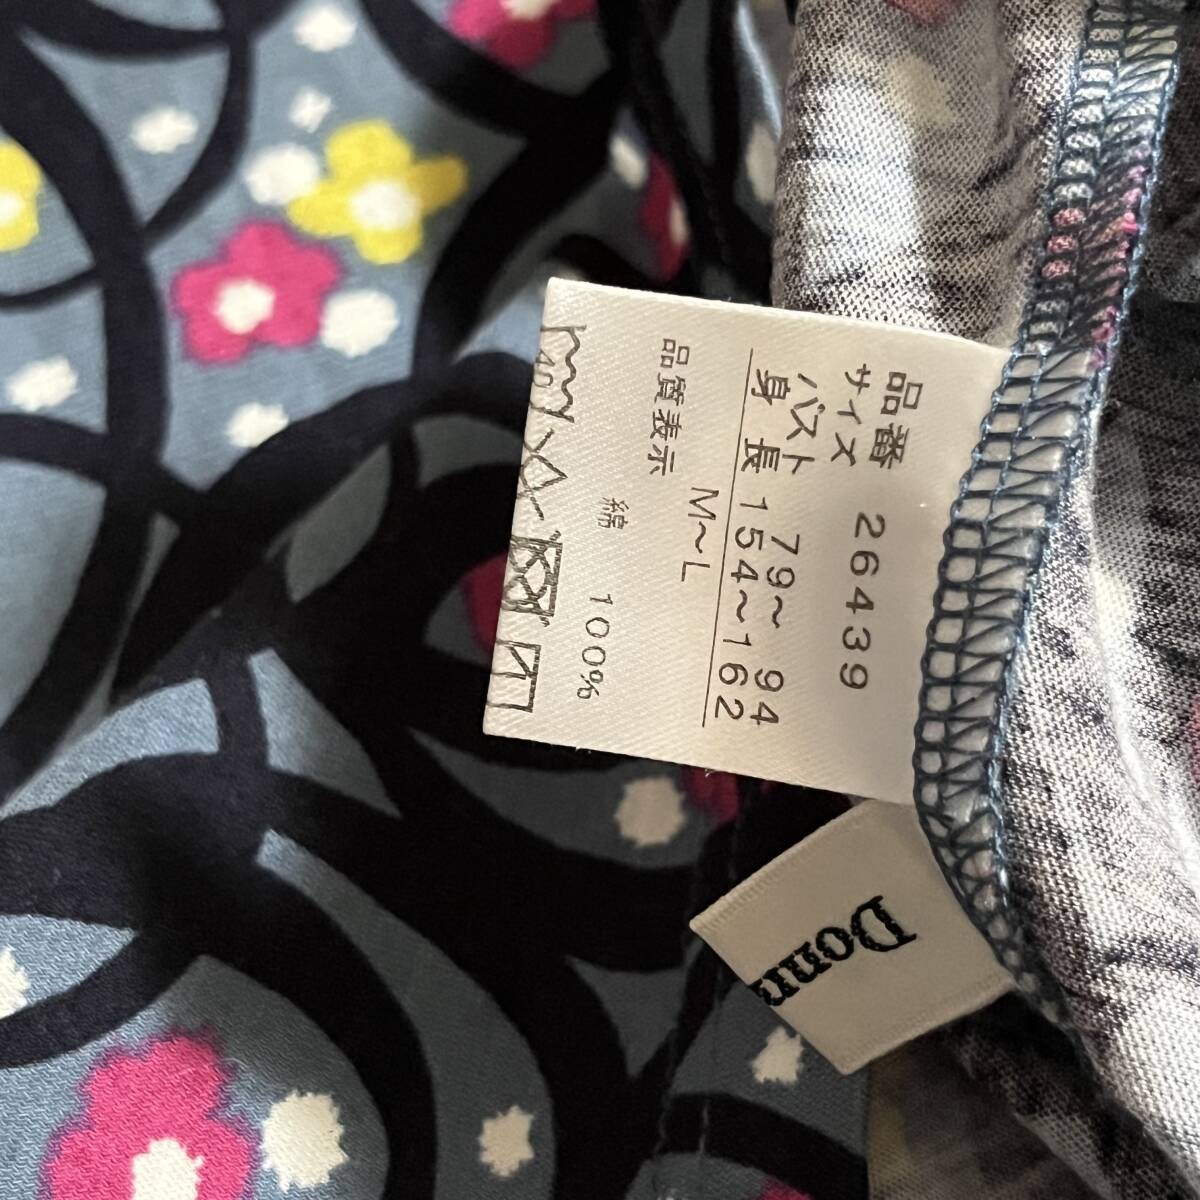 品番 26439
サイズ
バスト 79~ 94
身長 154~162
M~L
品質表示
綿 100%
40
Donn